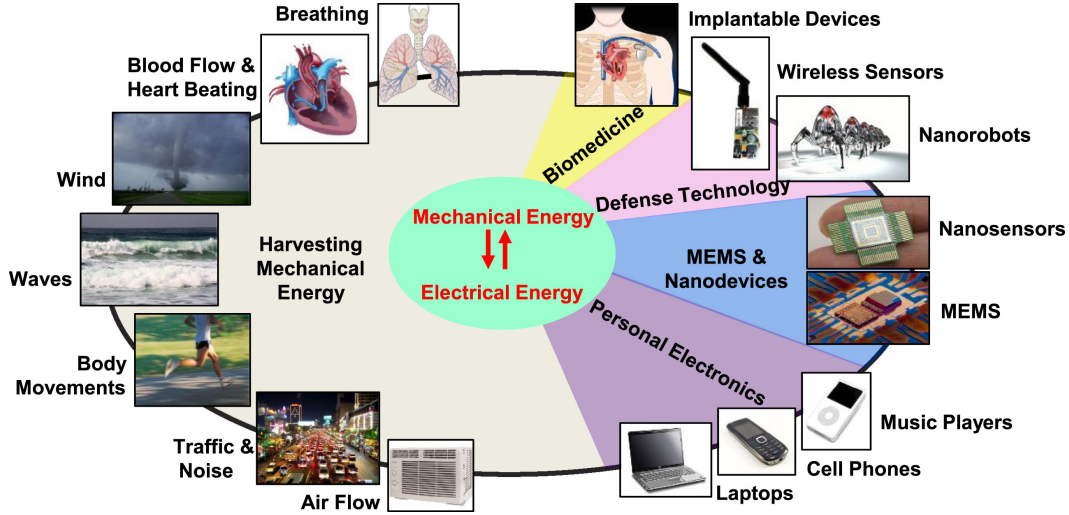 Breathing
Blood Flow &
Heart Beating
Wind
Waves
Body
Movements
Traffic &
Noise
Air Flow
Harvesting
Mechanical
Energy
Mechanical Energy
Electrical Energy
Biomedicine
Defense Technology
MEMS &
Nanodevices
Personal Electronics
Implantable Devices
Wireless Sensors
Nanorobots
Nanosensors
MEMS
Music Players
Cell Phones
Laptops